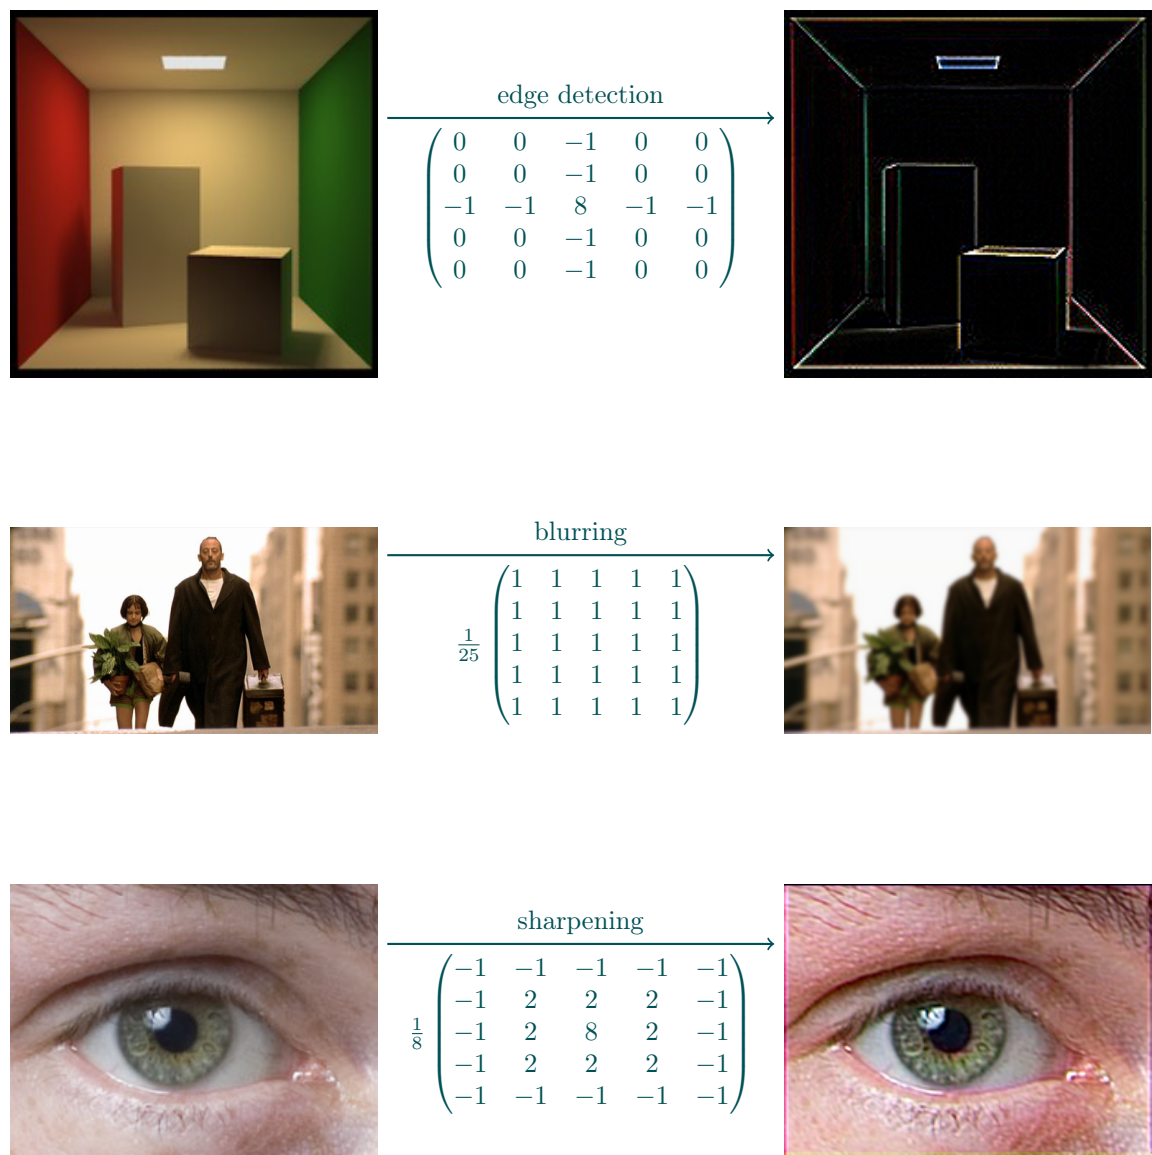 edge detection
0 0 −1 0 0
0 0 −1 0 0
−1 −1 8 −1 −1
0 0 −1 0 0
0 0 −1 0 0
blurring
1 1 1 1 1
1 1 1 1 1
1/25 1 1 1 1 1
1 1 1 1 1
1 1 1 1 1
sharpening
−1 −1 −1 −1 −1
−1 2 2 2 −1
1/8 −1 2 8 2 −1
−1 2 2 2 −1
−1 −1 −1 −1 −1